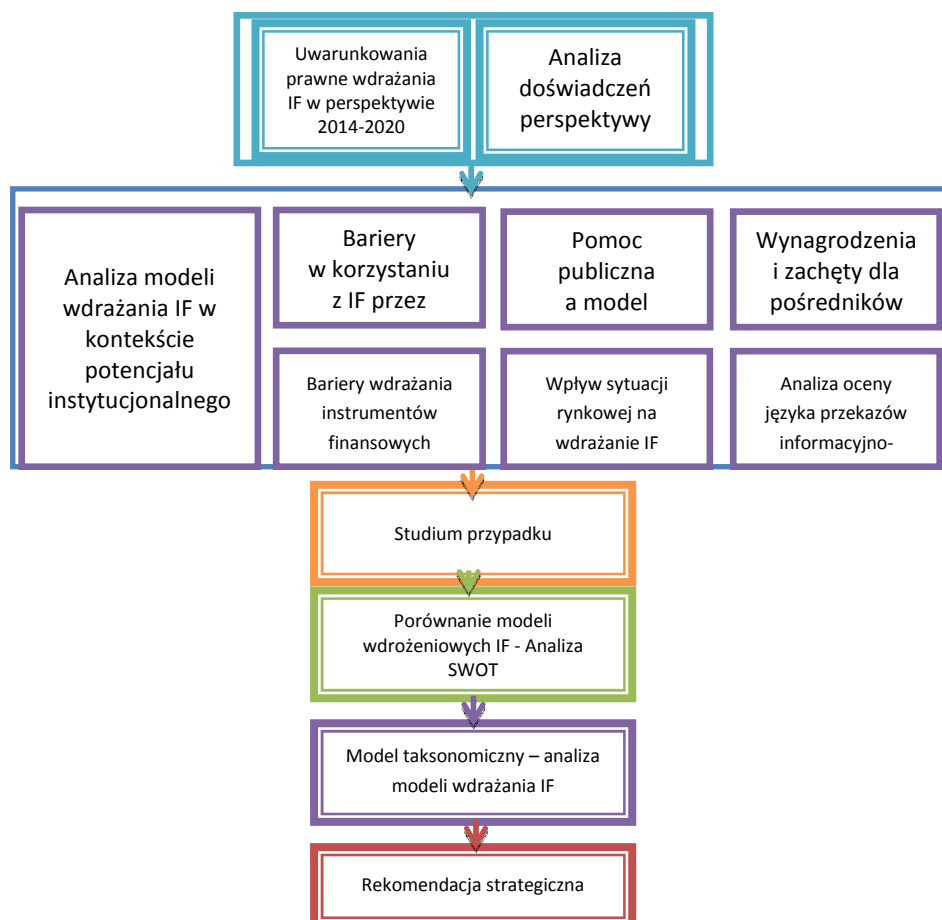 Uwarunkowania
prawne wdrażania
IF w perspektywie
2014-2020
Analiza
doświadczeń
perspektywy
Analiza modeli
wdrażania IF w
kontekście
potencjału
instytucjonalnego
Bariery
w korzystaniu
z IF przez
Pomoc
publiczna
a model
Wynagrodzenia
i zachęty dla
pośredników
Bariery wdrażania
instrumentów
finansowych
Wpływ sytuacji
rynkowej na
wdrażanie IF
Analiza oceny
języka przekazów
informacyjno-
Studium przypadku
Porównanie modeli
wdrożeniowych IF - Analiza
SWOT
Model taksonomiczny – analiza
modeli wdrażania IF
Rekomendacja strategiczna